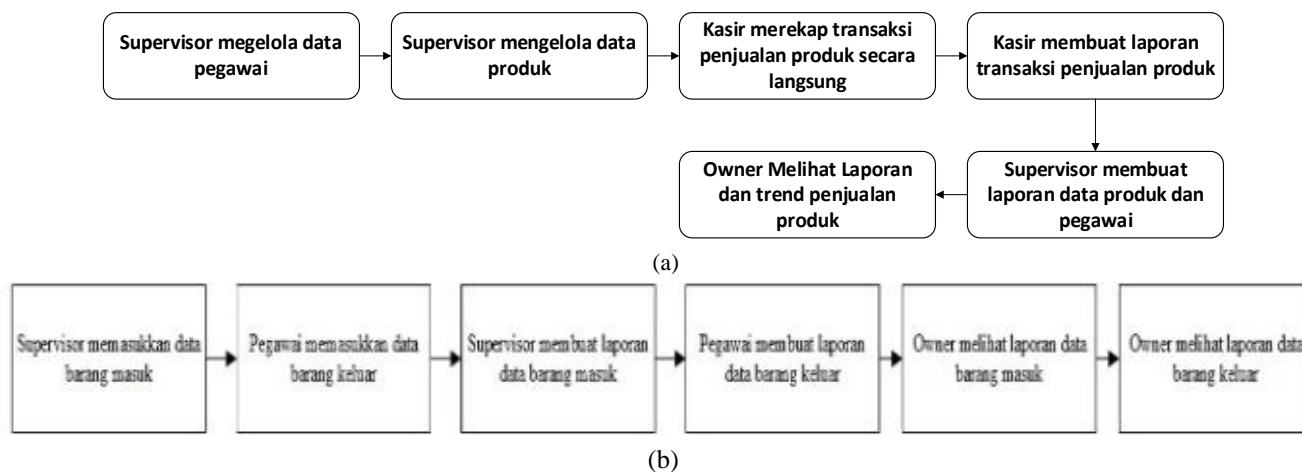 Supervisor megelola data
pegawai
Supervisor mengelola data
produk
Kasir merekap transaksi
penjualan produk secara
langsung
Kasir membuat laporan
transaksi penjualan produk
Supervisor membuat
laporan data produk dan
pegawai
Owner Melihat Laporan
dan trend penjualan
produk
(a)
Supervisor memasukkan data
barang masuk
Pegawai memasukkan data
barang keluar
Supervisor membuat laporan
data barang masuk
Pegawai membuat laporan
data barang keluar
Owner melihat laporan data
barang masuk
Owner melihat laporan data
barang keluar
(b)